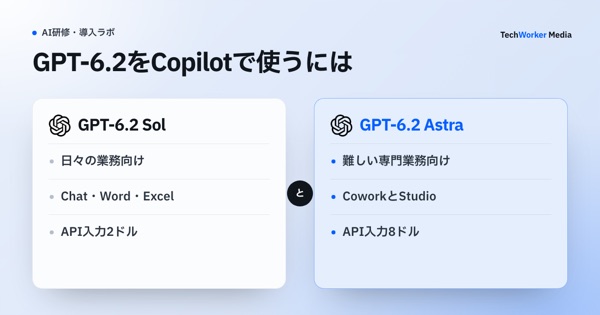 AI研修・導入ラボ
TechWorker Media
GPT-6.2をCopilotで使うには
GPT-6.2 Sol
日々の業務向け
Chat・Word・Excel
API入力2ドル
と
GPT-6.2 Astra
難しい専門業務向け
CoworkとStudio
API入力8ドル